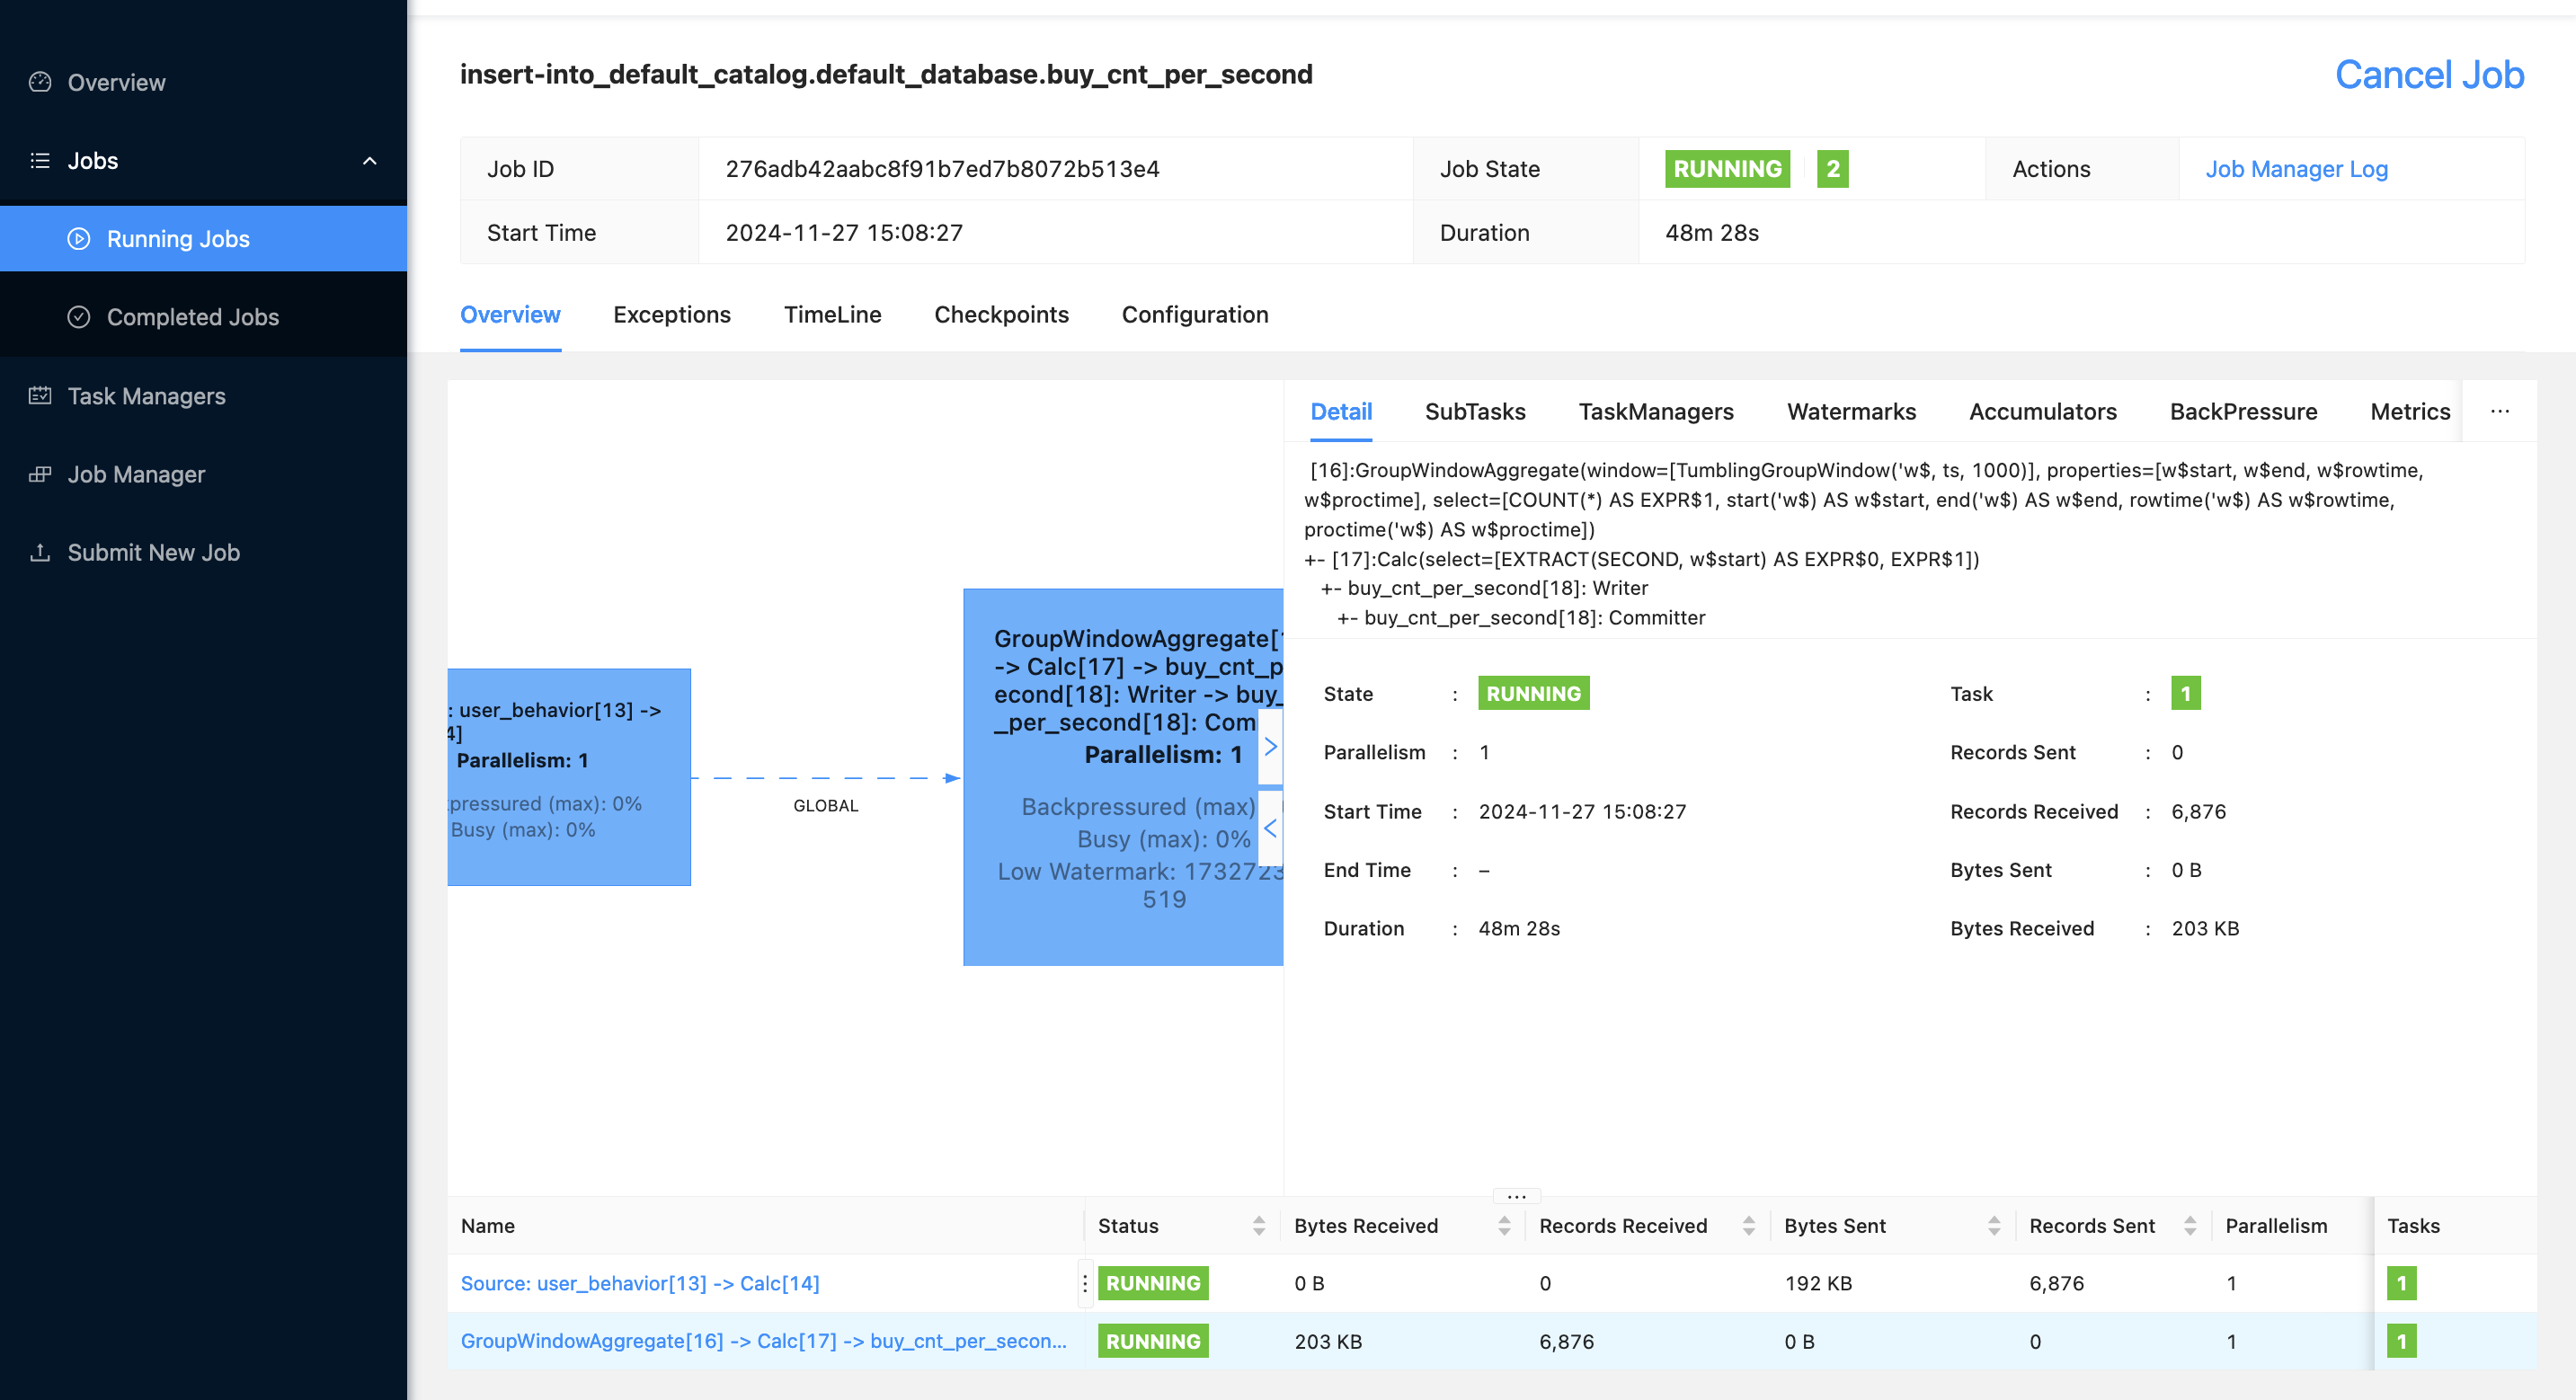 Overview
Jobs
Running Jobs
Completed Jobs
Task Managers
Job Manager
Submit New Job
insert-into_default_catalog.default_database.buy_cnt_per_second
Cancel Job
Job ID 276adb42aabc8f91b7ed7b8072b513e4 Job State RUNNING 2 Actions Job Manager Log
Start Time 2024-11-27 15:08:27 Duration 48m 28s
Overview Exceptions TimeLine Checkpoints Configuration
: user_behavior[13] ->
4]
Parallelism: 1
pressured (max): 0%
Busy (max): 0%
GLOBAL
GroupWindowAggregate[1
-> Calc[17] -> buy_cnt_p
econd[18]: Writer -> buy_
_per_second[18]: Com
Parallelism: 1
Backpressured (max)
Busy (max): 0%
Low Watermark: 1732723
519
Detail SubTasks TaskManagers Watermarks Accumulators BackPressure Metrics ...
[16]:GroupWindowAggregate(window=[TumblingGroupWindow('w$, ts, 1000)], properties=[w$start, w$end, w$rowtime,
w$proctime], select=[COUNT(*) AS EXPR$1, start('w$) AS w$start, end('w$) AS w$end, rowtime('w$) AS w$rowtime,
proctime('w$) AS w$proctime])
+- [17]:Calc(select=[EXTRACT(SECOND, w$start) AS EXPR$0, EXPR$1])
+- buy_cnt_per_second[18]: Writer
+- buy_cnt_per_second[18]: Committer
State : RUNNING Task : 1
Parallelism : 1 Records Sent : 0
Start Time : 2024-11-27 15:08:27 Records Received : 6,876
End Time : – Bytes Sent : 0 B
Duration : 48m 28s Bytes Received : 203 KB
Name Status Bytes Received Records Received Bytes Sent Records Sent Parallelism Tasks
Source: user_behavior[13] -> Calc[14] RUNNING 0 B 0 192 KB 6,876 1 1
GroupWindowAggregate[16] -> Calc[17] -> buy_cnt_per_secon... RUNNING 203 KB 6,876 0 B 0 1 1